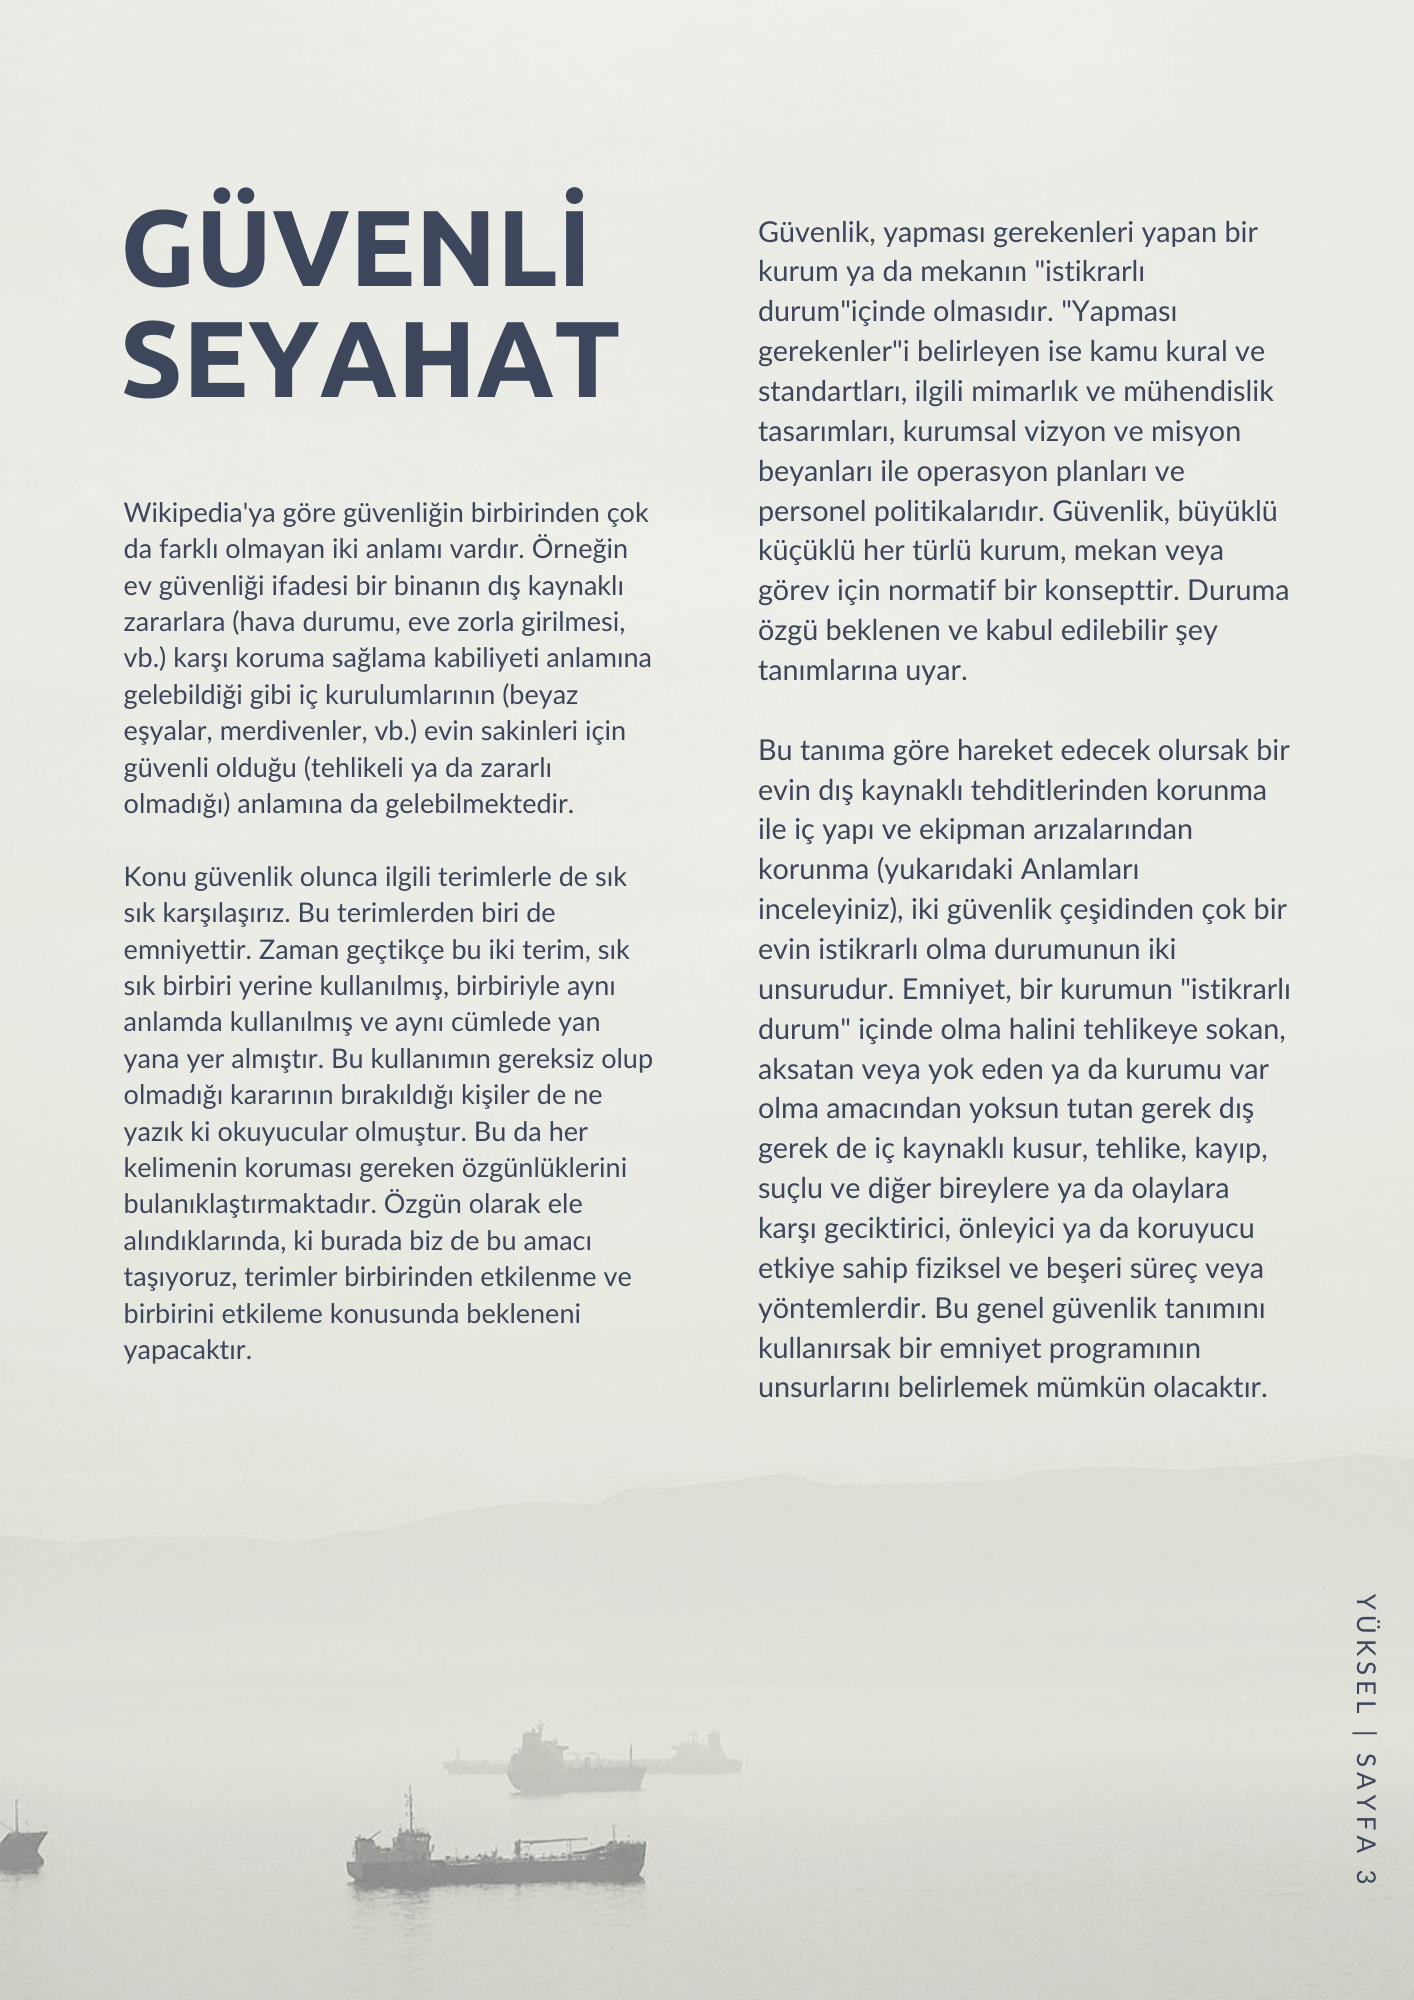 GÜVENLİ
SEYAHAT
Wikipedia'ya göre güvenliğin birbirinden çok
da farklı olmayan iki anlamı vardır. Örneğin
ev güvenliği ifadesi bir binanın dış kaynaklı
zararlara (hava durumu, eve zorla girilmesi,
vb.) karşı koruma sağlama kabiliyeti anlamına
gelebildiği gibi iç kurulumlarının (beyaz
eşyalar, merdivenler, vb.) evin sakinleri için
güvenli olduğu (tehlikeli ya da zararlı
olmadığı) anlamına da gelebilmektedir.
Konu güvenlik olunca ilgili terimlerle de sık
sık karşılaşırız. Bu terimlerden biri de
emniyettir. Zaman geçtikçe bu iki terim, sık
sık birbiri yerine kullanılmış, birbiriyle aynı
anlamda kullanılmış ve aynı cümlede yan
yana yer almıştır. Bu kullanımın gereksiz olup
olmadığı kararının bırakıldığı kişiler de ne
yazık ki okuyucular olmuştur. Bu da her
kelimenin koruması gereken özgünlüklerini
bulanıklaştırmaktadır. Özgün olarak ele
alındıklarında, ki burada biz de bu amacı
taşıyoruz, terimler birbirinden etkilenme ve
birbirini etkileme konusunda bekleneni
yapacaktır.
Güvenlik, yapması gerekenleri yapan bir
kurum ya da mekanın "istikrarlı
durum"içinde olmasıdır. "Yapması
gerekenler"i belirleyen ise kamu kural ve
standartları, ilgili mimarlık ve mühendislik
tasarımları, kurumsal vizyon ve misyon
beyanları ile operasyon planları ve
personel politikalarıdır. Güvenlik, büyüklü
küçüklü her türlü kurum, mekan veya
görev için normatif bir konsepttir. Duruma
özgü beklenen ve kabul edilebilir şey
tanımlarına uyar.
Bu tanıma göre hareket edecek olursak bir
evin dış kaynaklı tehditlerinden korunma
ile iç yapı ve ekipman arızalarından
korunma (yukarıdaki Anlamları
inceleyiniz), iki güvenlik çeşidinden çok bir
evin istikrarlı olma durumunun iki
unsurudur. Emniyet, bir kurumun "istikrarlı
durum" içinde olma halini tehlikeye sokan,
aksatan veya yok eden ya da kurumu var
olma amacından yoksun tutan gerek dış
gerek de iç kaynaklı kusur, tehlike, kayıp,
suçlu ve diğer bireylere ya da olaylara
karşı geciktirici, önleyici ya da koruyucu
etkiye sahip fiziksel ve beşeri süreç veya
yöntemlerdir. Bu genel güvenlik tanımını
kullanırsak bir emniyet programının
unsurlarını belirlemek mümkün olacaktır.
YÜKSEL | SAYFA 3